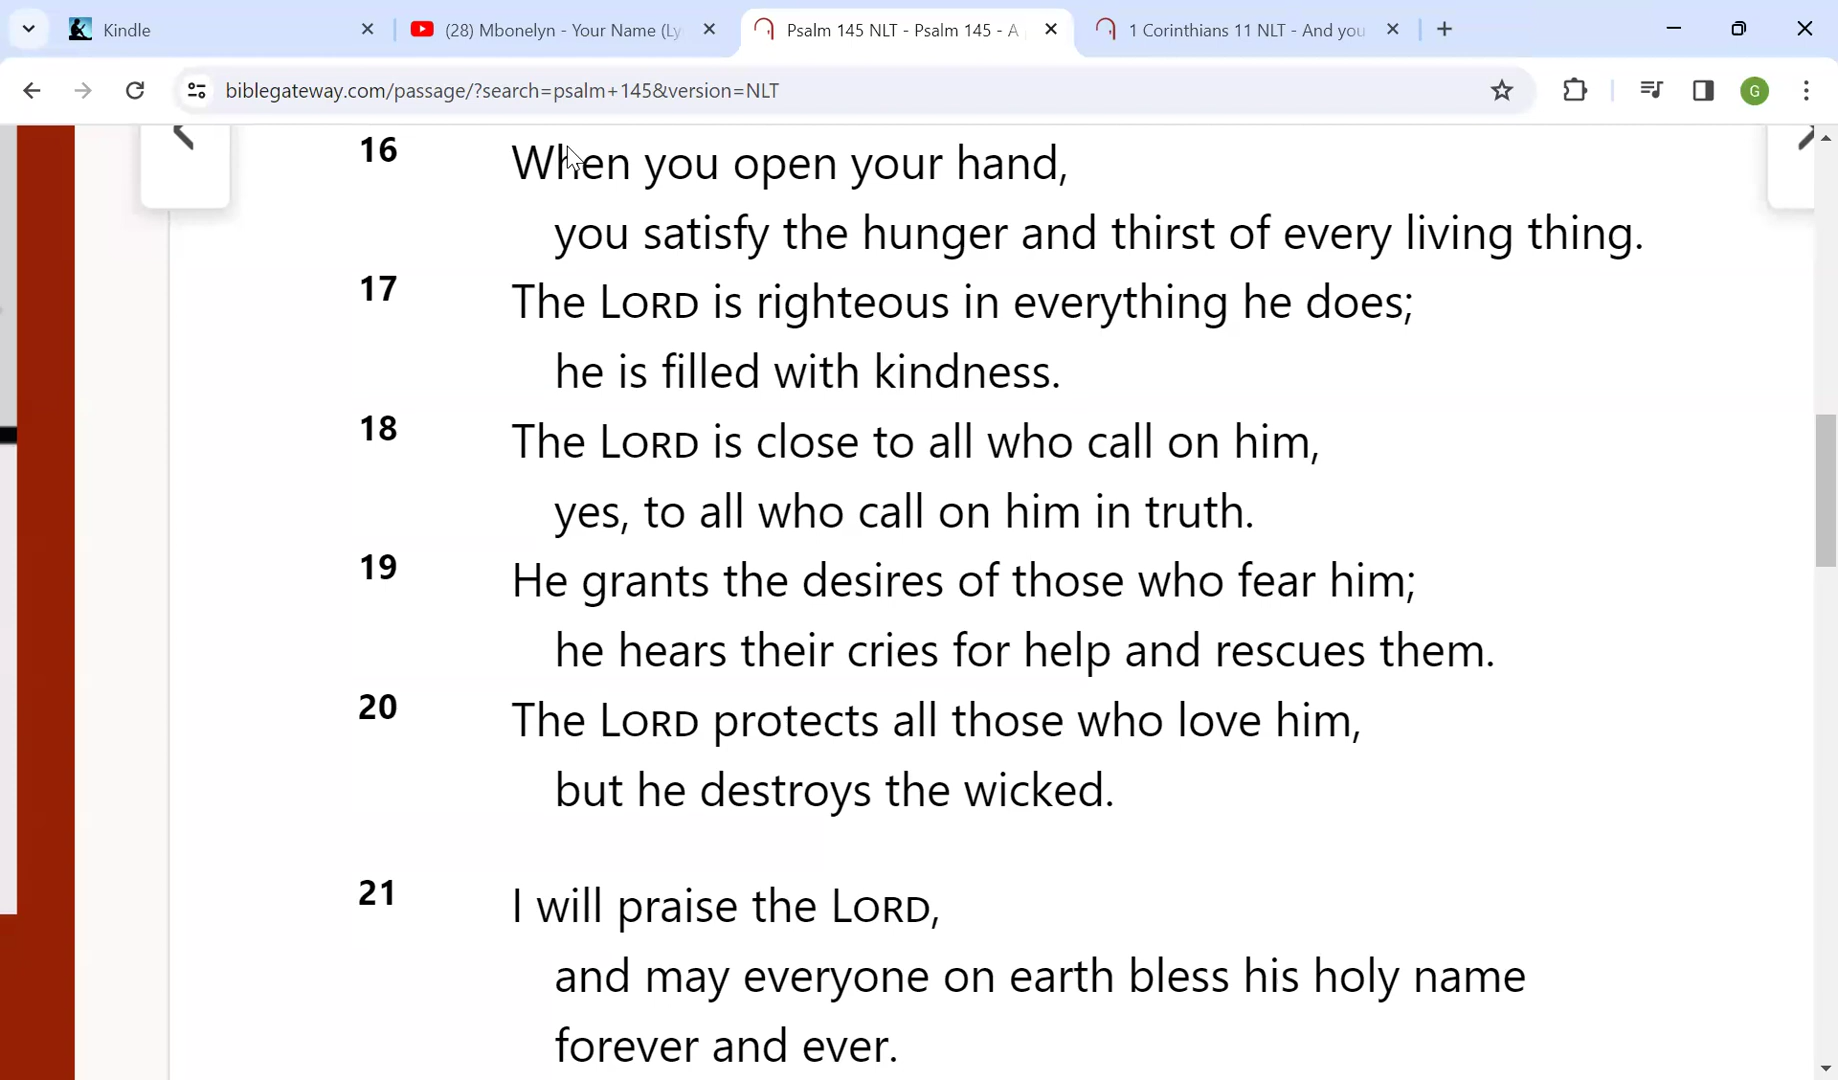 Kindle
(28) Mbonelyn - Your Name (Ly
Psalm 145 NLT - Psalm 145 - A
1 Corinthians 11 NLT - And you
biblegateway.com/passage/?search=psalm+145&version=NLT
G
16 When you open your hand,
you satisfy the hunger and thirst of every living thing.
17 The LORD is righteous in everything he does;
he is filled with kindness.
18 The LORD is close to all who call on him,
yes, to all who call on him in truth.
19 He grants the desires of those who fear him;
he hears their cries for help and rescues them.
20 The LORD protects all those who love him,
but he destroys the wicked.
21 I will praise the LORD,
and may everyone on earth bless his holy name
forever and ever.